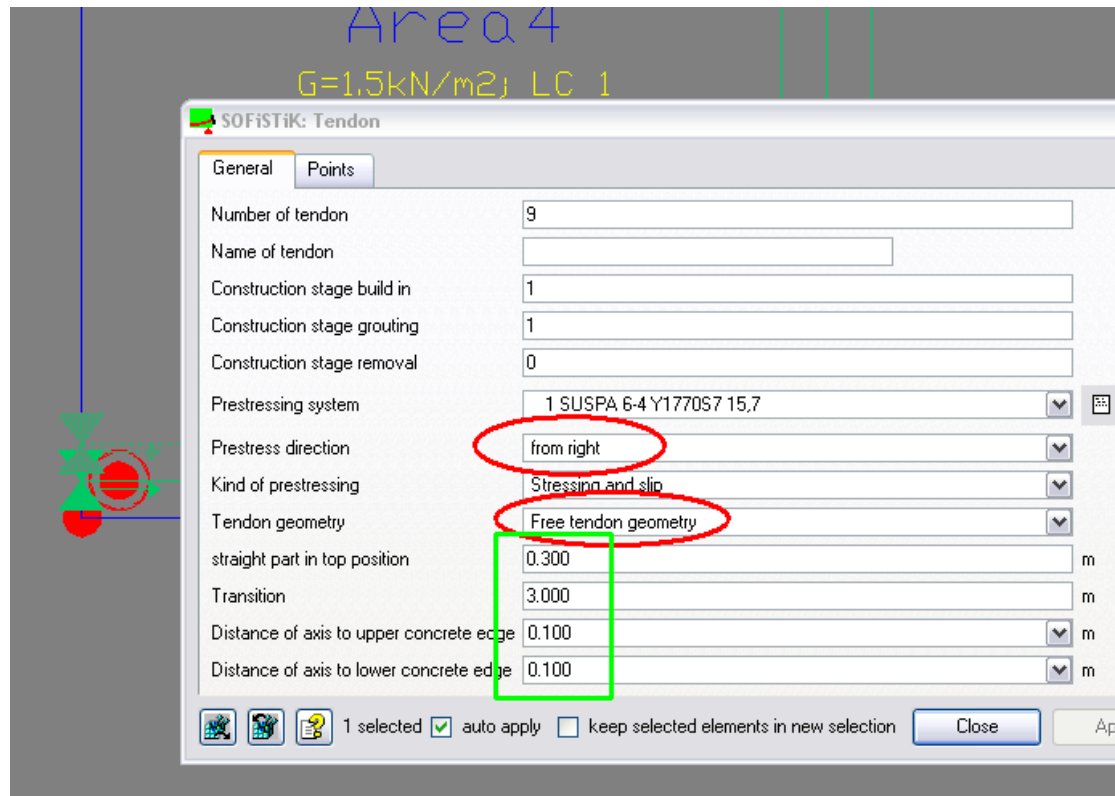 Area4
G=1.5kN/m2; LC 1
SOFiSTiK: Tendon
General Points
Number of tendon 9
Name of tendon
Construction stage build in 1
Construction stage grouting 1
Construction stage removal 0
Prestressing system 1 SUSPA 6-4 Y1770S7 15,7
Prestress direction from right
Kind of prestressing Stressing and slip
Tendon geometry Free tendon geometry
straight part in top position 0.300 m
Transition 3.000 m
Distance of axis to upper concrete edge 0.100 m
Distance of axis to lower concrete edge 0.100 m
1 selected auto apply keep selected elements in new selection Close Ap